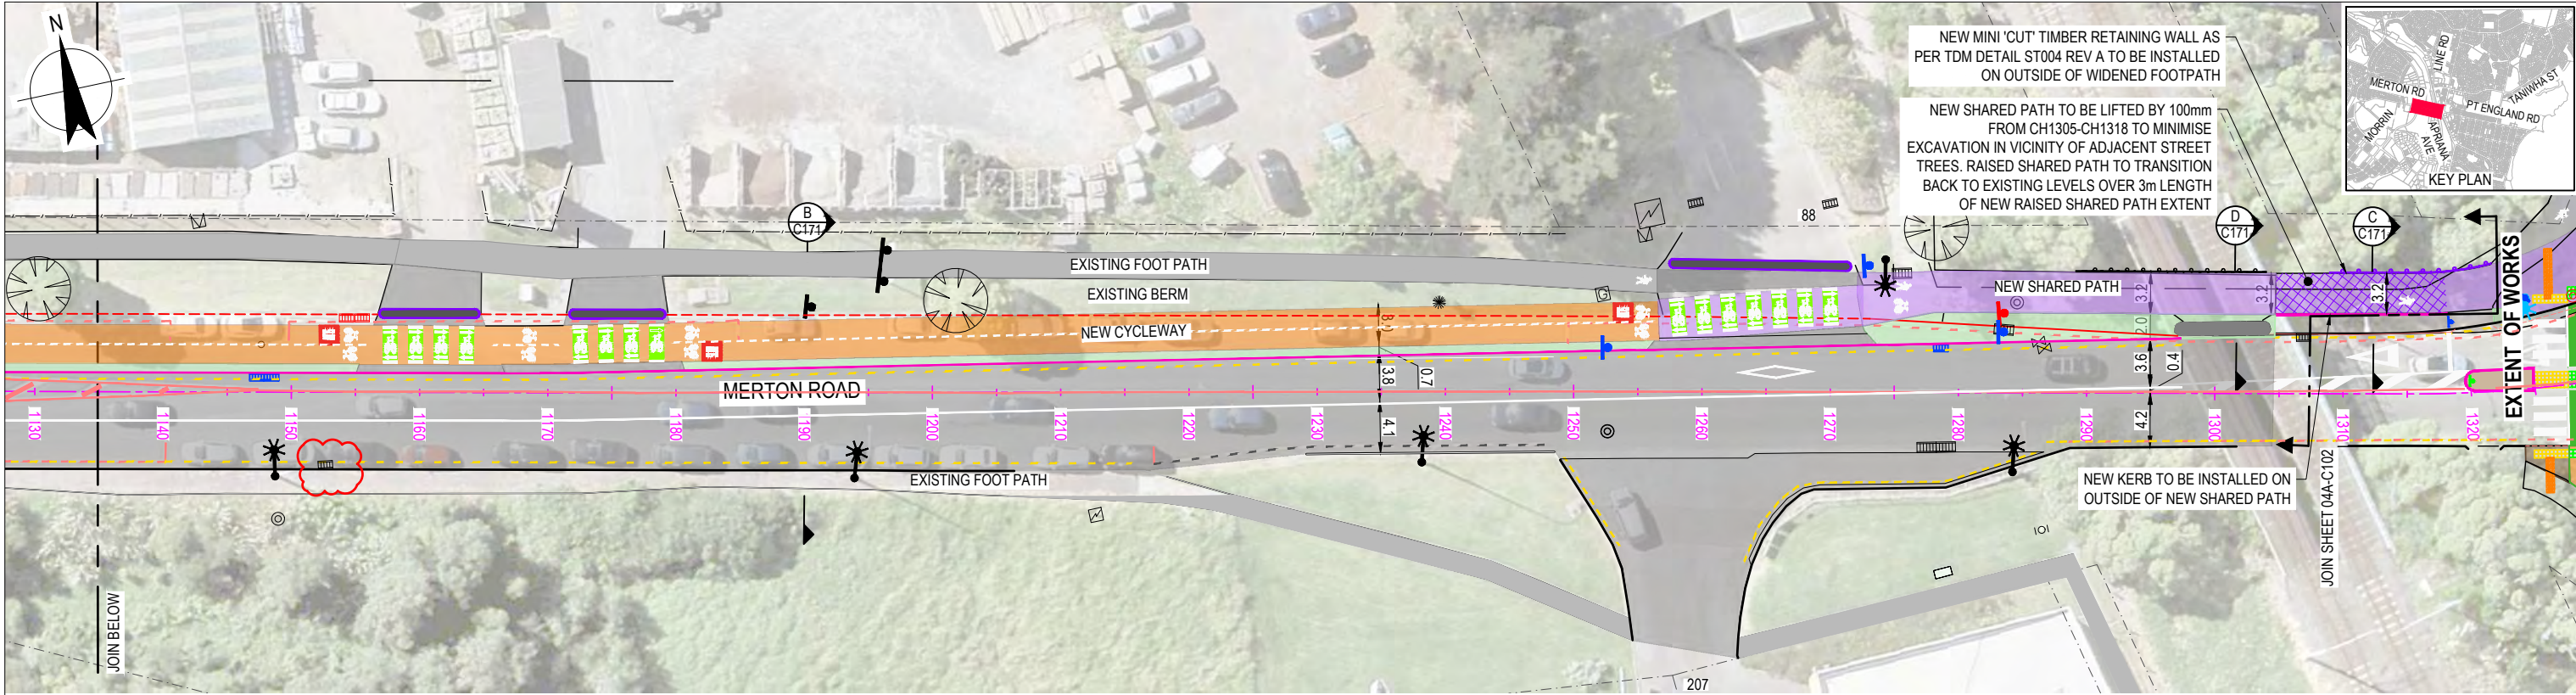 N
NEW MINI 'CUT' TIMBER RETAINING WALL AS
PER TDM DETAIL ST004 REV A TO BE INSTALLED
ON OUTSIDE OF WIDENED FOOTPATH
NEW SHARED PATH TO BE LIFTED BY 100mm
FROM CH1305-CH1318 TO MINIMISE
EXCAVATION IN VICINITY OF ADJACENT STREET
TREES. RAISED SHARED PATH TO TRANSITION
BACK TO EXISTING LEVELS OVER 3m LENGTH
OF NEW RAISED SHARED PATH EXTENT
LINE RD
MERTON RD
TANIWHA ST
PT ENGLAND RD
MORRIN
APRIANA
AVE
KEY PLAN
B
C171
88
D
C171
C
C171
EXISTING FOOT PATH
EXISTING BERM
NEW CYCLEWAY
G
NEW SHARED PATH
3.2
3.2
3.2
2.0
3.6
0.4
4.2
3.8
0.7
4.1
EXTENT OF WORKS
MERTON ROAD
1130
1140
1150
1160
1170
1180
1190
1200
1210
1220
1230
1240
1250
1260
1270
1280
1290
1300
1310
1320
EXISTING FOOT PATH
NEW KERB TO BE INSTALLED ON
OUTSIDE OF NEW SHARED PATH
JOIN SHEET 04A-C102
JOIN BELOW
207